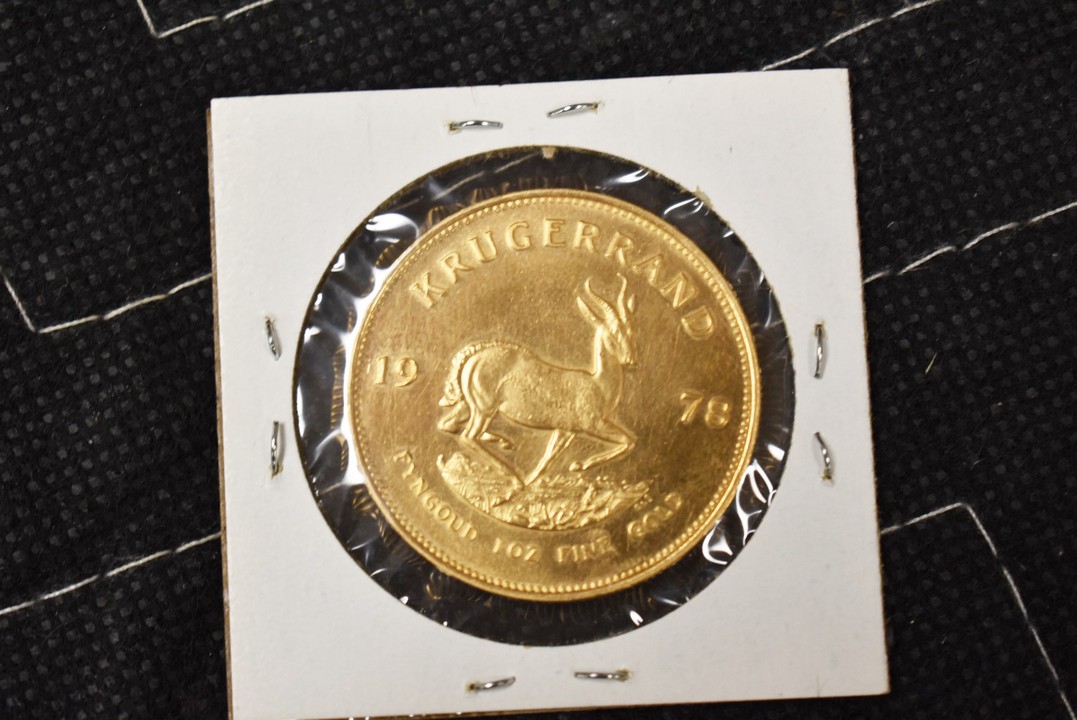 KRUGERRAND
19 78
FYNGOUD 1 OZ FINE GOLD